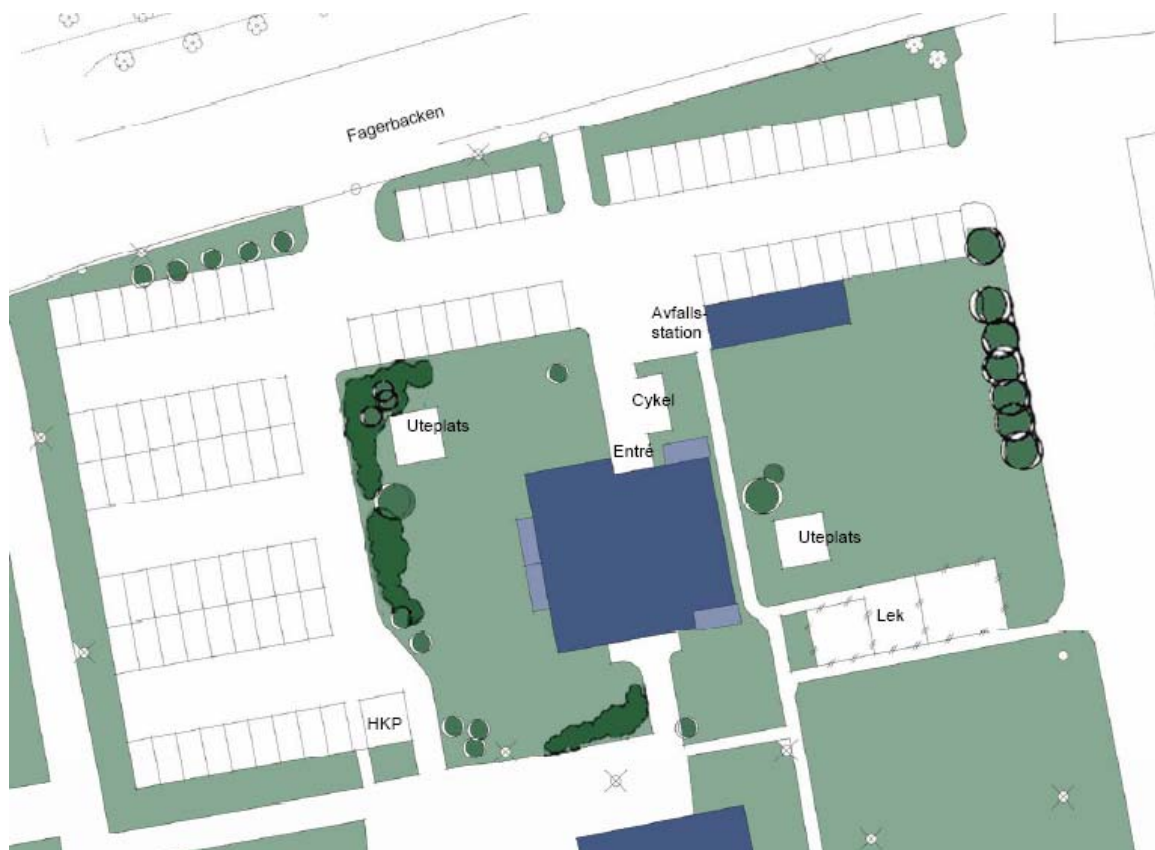 Fagerbacken
Avfalls-
station
Cykel
Uteplats
Entré
Uteplats
Lek
HKP